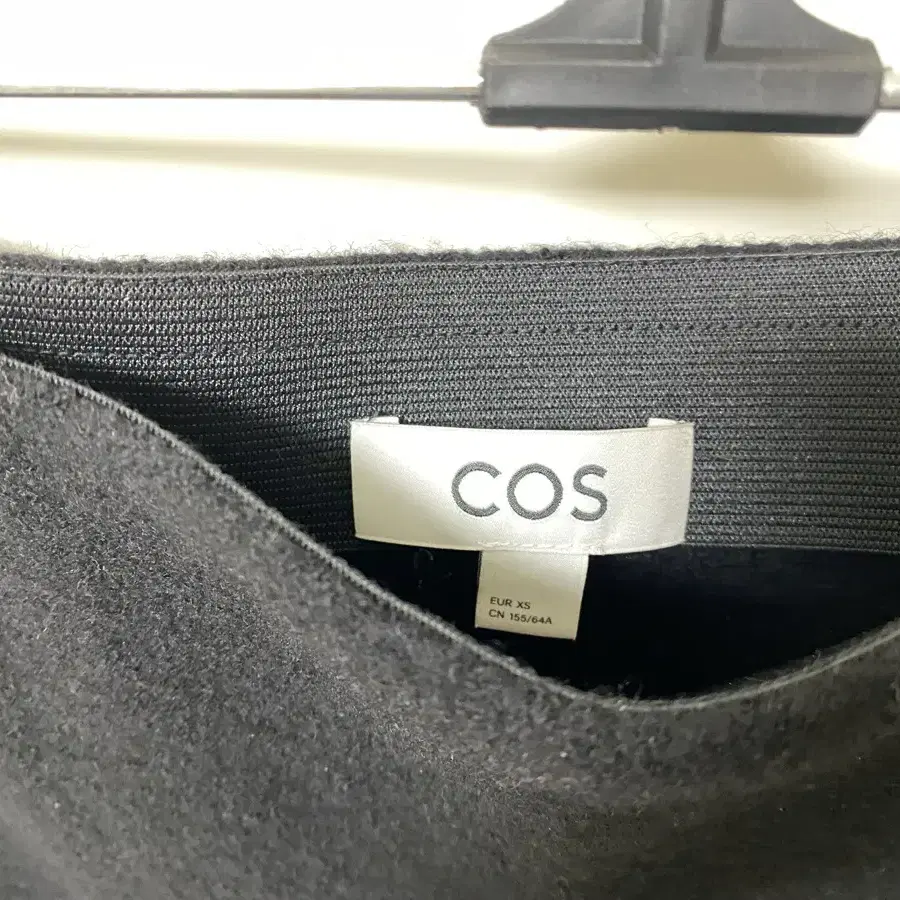 COS
EUR XS
CN 155/64A